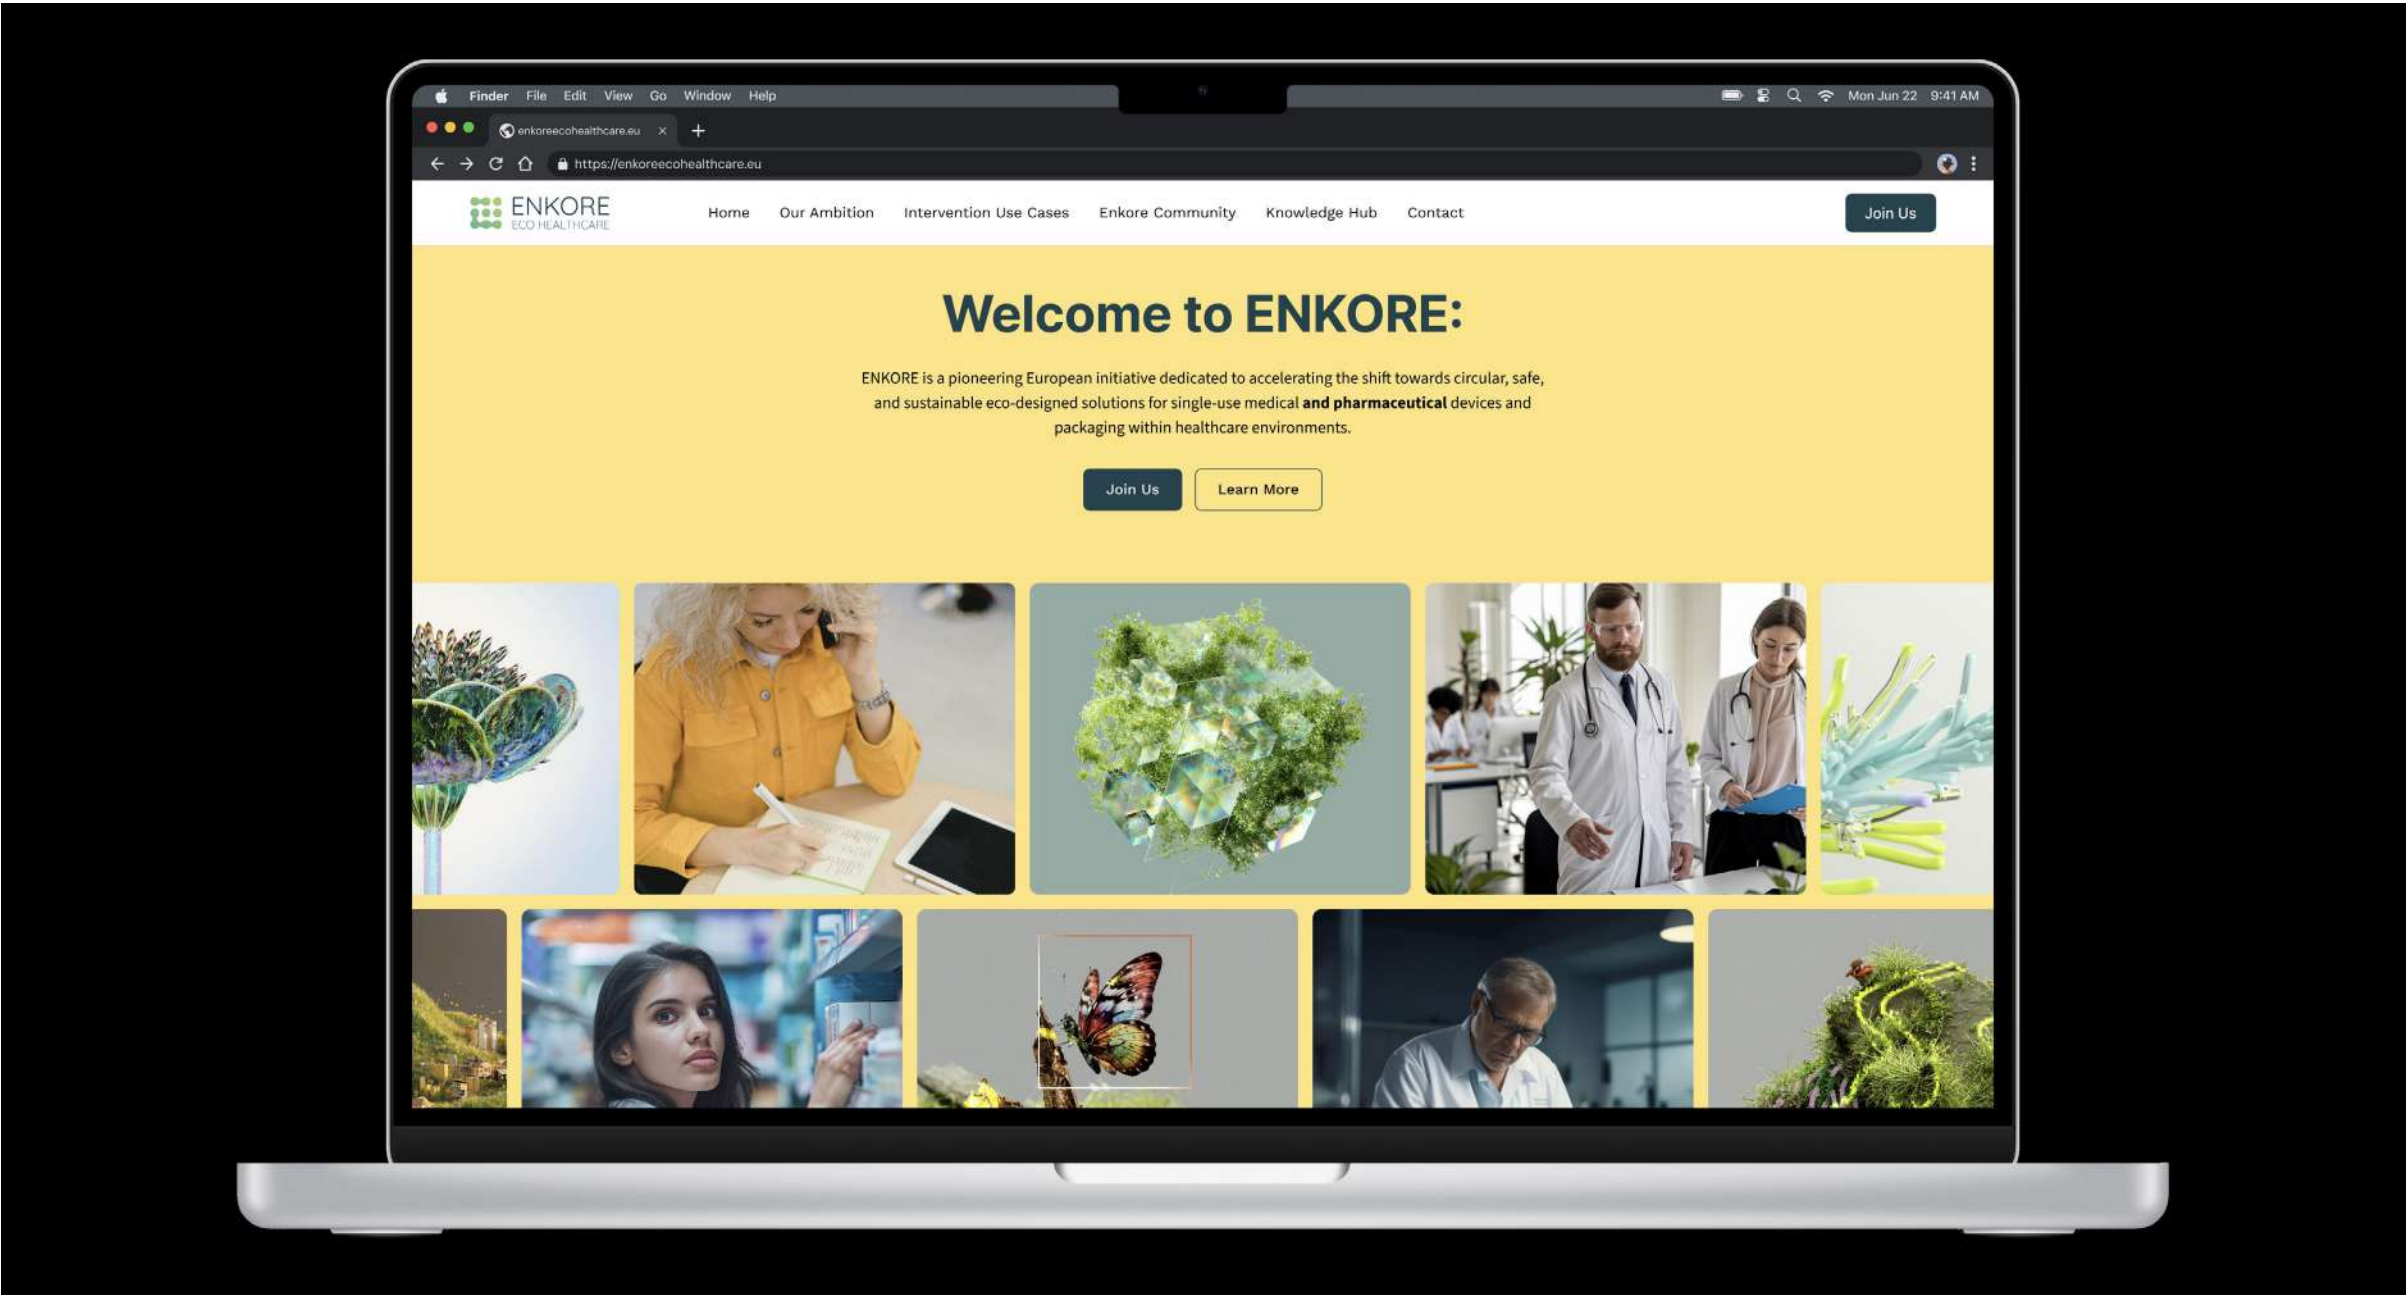 Finder File Edit View Go Window Help
Mon Jun 22 9:41 AM
enkoreecohealthcare.eu
https://enkoreecohealthcare.eu
ENKORE
ECO HEALTHCARE
Home Our Ambition Intervention Use Cases Enkore Community Knowledge Hub Contact
Join Us
Welcome to ENKORE:
ENKORE is a pioneering European initiative dedicated to accelerating the shift towards circular, safe,
and sustainable eco-designed solutions for single-use medical and pharmaceutical devices and
packaging within healthcare environments.
Join Us Learn More